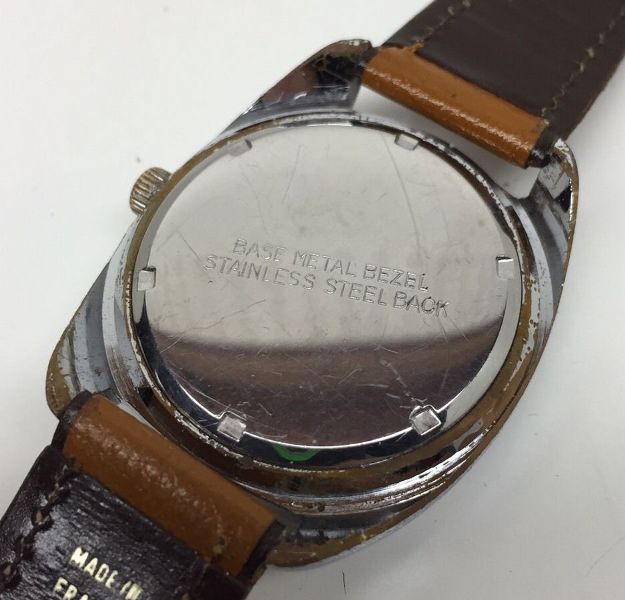 BASE METAL BEZEL
STAINLESS STEEL BACK
MADE IN